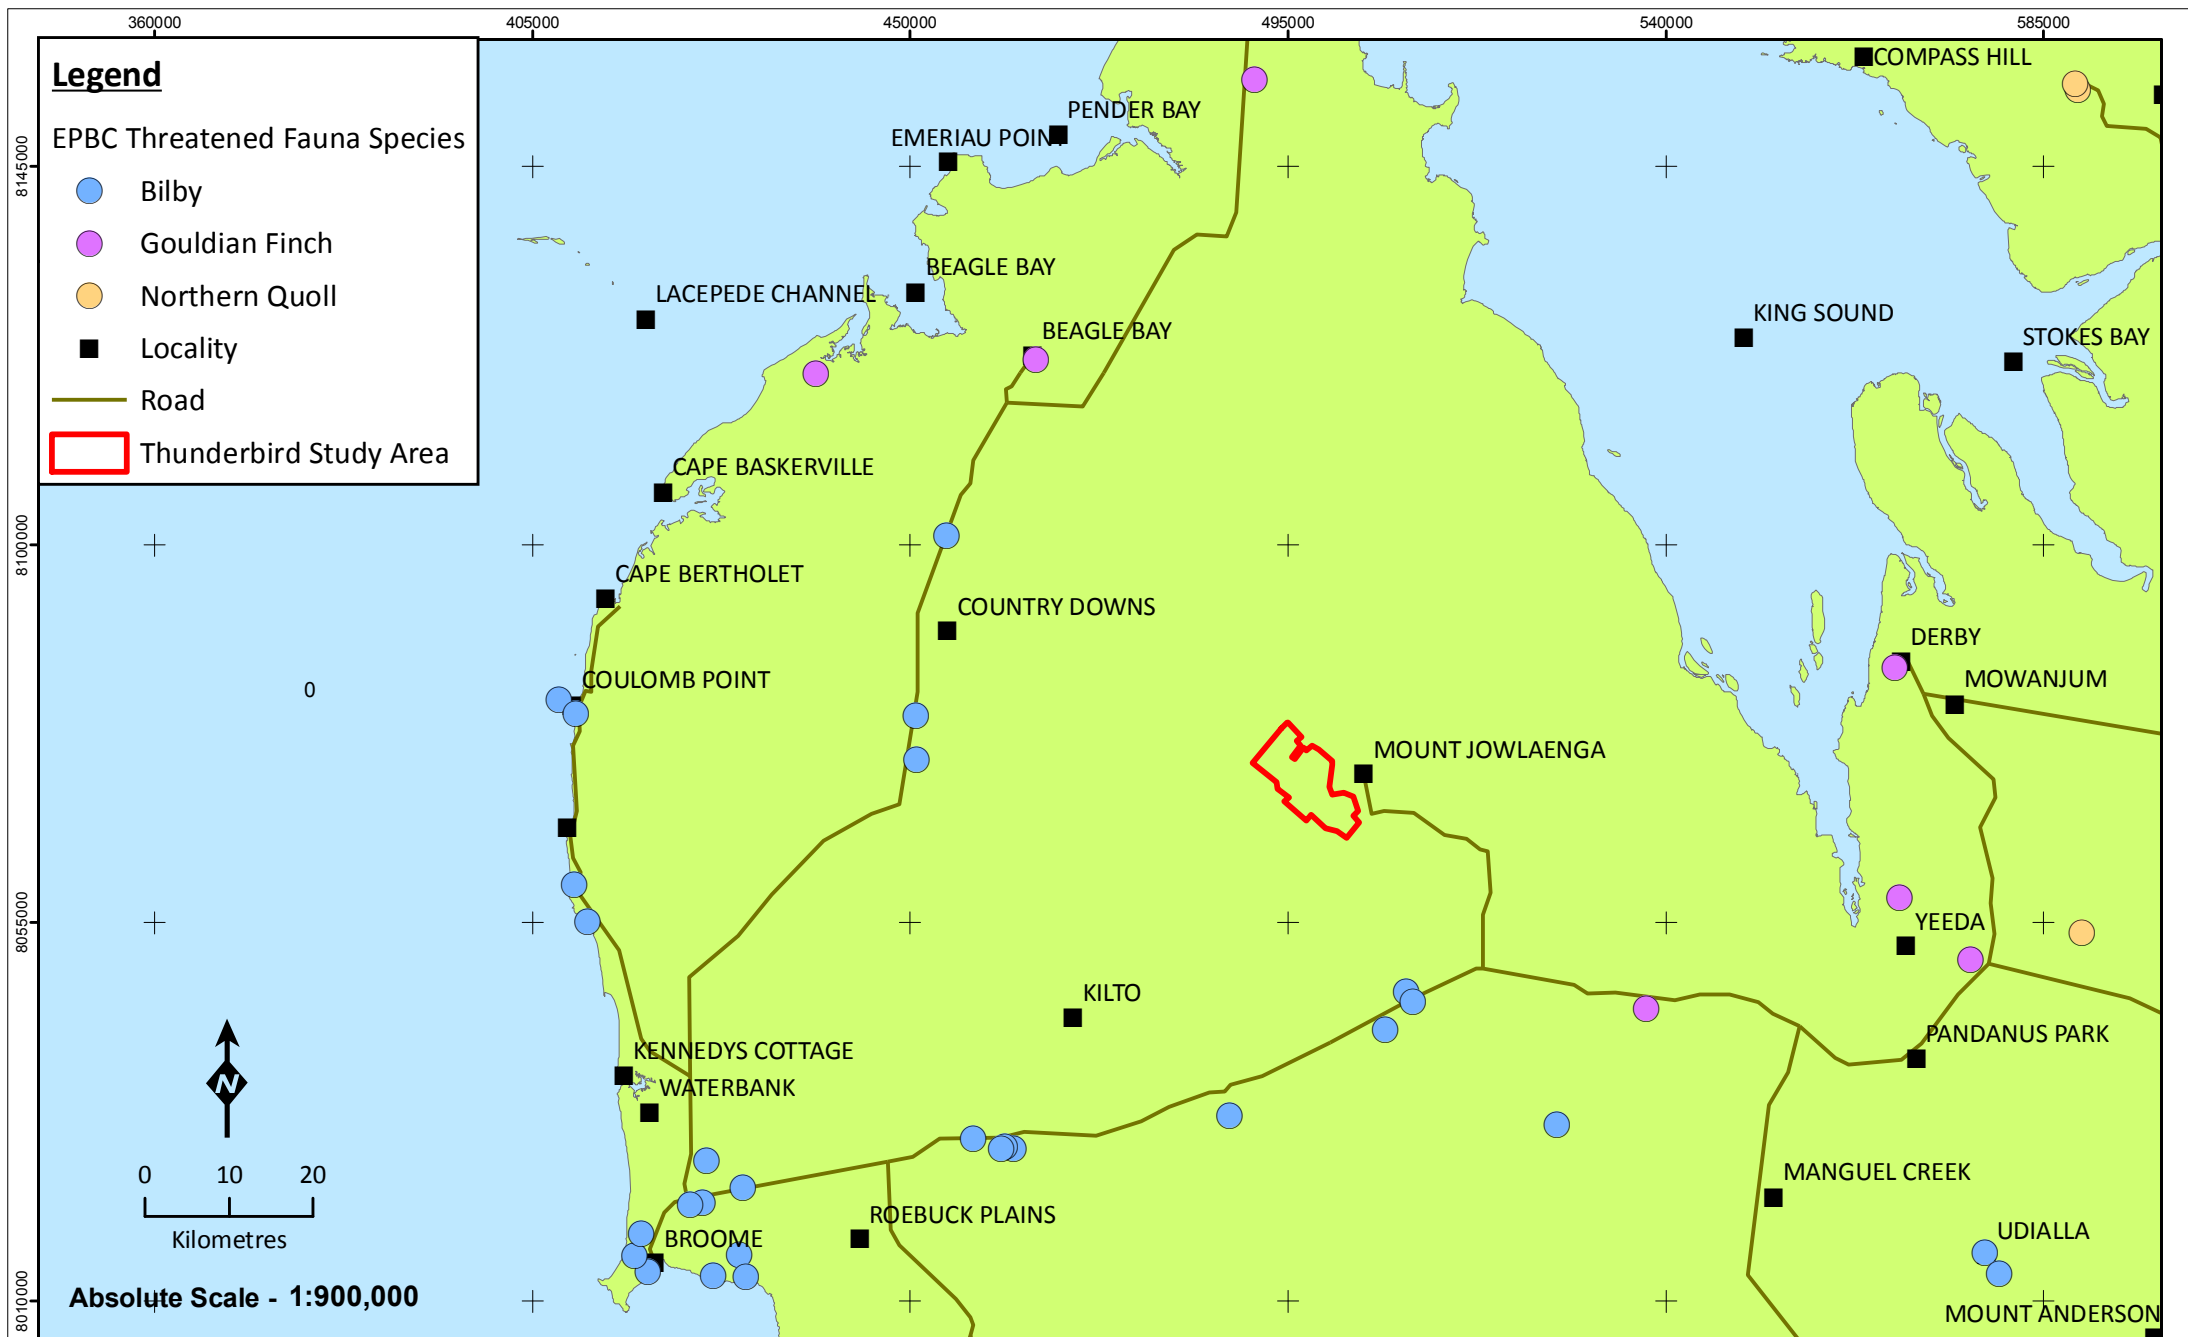 360000 405000 450000 495000 540000 585000
Legend
EPBC Threatened Fauna Species
Bilby
Gouldian Finch
Northern Quoll
Locality
Road
Thunderbird Study Area
COMPASS HILL
PENDER BAY
EMERIAU POINT
8145000
BEAGLE BAY
LACEPEDE CHANNEL
KING SOUND
BEAGLE BAY
STOKES BAY
CAPE BASKERVILLE
8100000
CAPE BERTHOLET
COUNTRY DOWNS
DERBY
COULOMB POINT
MOWANJUM
0
MOUNT JOWLAENGA
8055000
YEEDA
KILTO
PANDANUS PARK
KENNEDYS COTTAGE
WATERBANK
N
MANGUEL CREEK
0 10 20
Kilometres
ROEBUCK PLAINS
UDIALLA
BROOME
8010000
Absolute Scale - 1:900,000
MOUNT ANDERSON